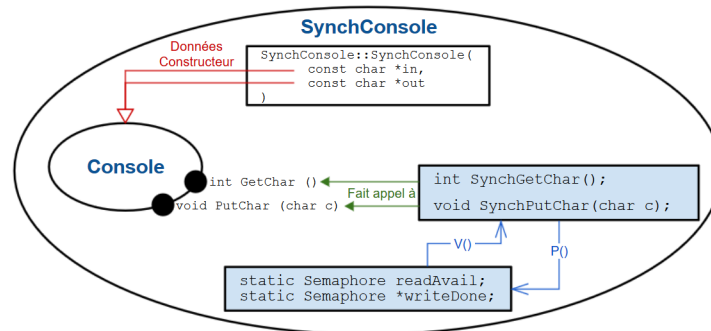 SynchConsole
Données
Constructeur
SynchConsole::SynchConsole(
const char *in,
const char *out
)
Console
int GetChar ()
void PutChar (char c)
Fait appel à
int SynchGetChar();
void SynchPutChar(char c);
V()
P()
static Semaphore readAvail;
static Semaphore *writeDone;